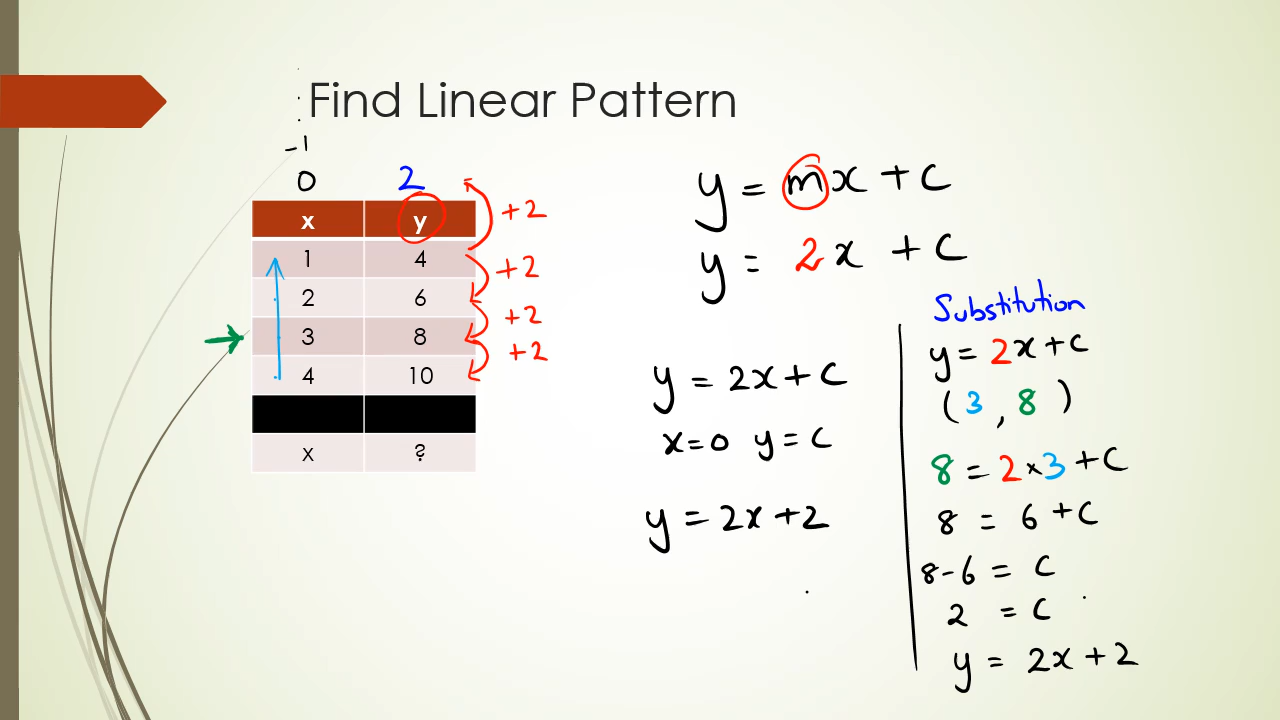 Find Linear Pattern
-1
0 2
x y
1 4
2 6
3 8
4 10
x ?
+2
+2
+2
+2
y = mx + c
y = 2x + c
y = 2x + c
x = 0 y = c
y = 2x + 2
Substitution
y = 2x + c
(3, 8)
8 = 2 × 3 + c
8 = 6 + c
8 - 6 = c
2 = c
y = 2x + 2